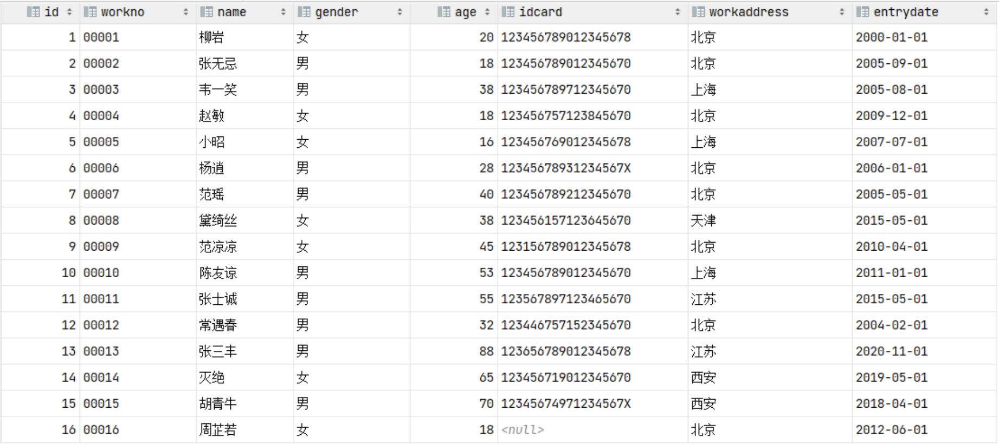 id workno name gender age idcard workaddress entrydate
1 00001 柳岩 女 20 123456789012345678 北京 2000-01-01
2 00002 张无忌 男 18 123456789012345670 北京 2005-09-01
3 00003 韦一笑 男 38 123456789712345670 上海 2005-08-01
4 00004 赵敏 女 18 123456757123845670 北京 2009-12-01
5 00005 小昭 女 16 123456769012345678 上海 2007-07-01
6 00006 杨逍 男 28 12345678931234567X 北京 2006-01-01
7 00007 范瑶 男 40 123456789212345670 北京 2005-05-01
8 00008 黛绮丝 女 38 123456157123645670 天津 2015-05-01
9 00009 范凉凉 女 45 123156789012345678 北京 2010-04-01
10 00010 陈友谅 男 53 123456789012345670 上海 2011-01-01
11 00011 张士诚 男 55 123567897123465670 江苏 2015-05-01
12 00012 常遇春 男 32 123446757152345670 北京 2004-02-01
13 00013 张三丰 男 88 123656789012345678 江苏 2020-11-01
14 00014 灭绝 女 65 123456719012345670 西安 2019-05-01
15 00015 胡青牛 男 70 12345674971234567X 西安 2018-04-01
16 00016 周芷若 女 18 <null> 北京 2012-06-01